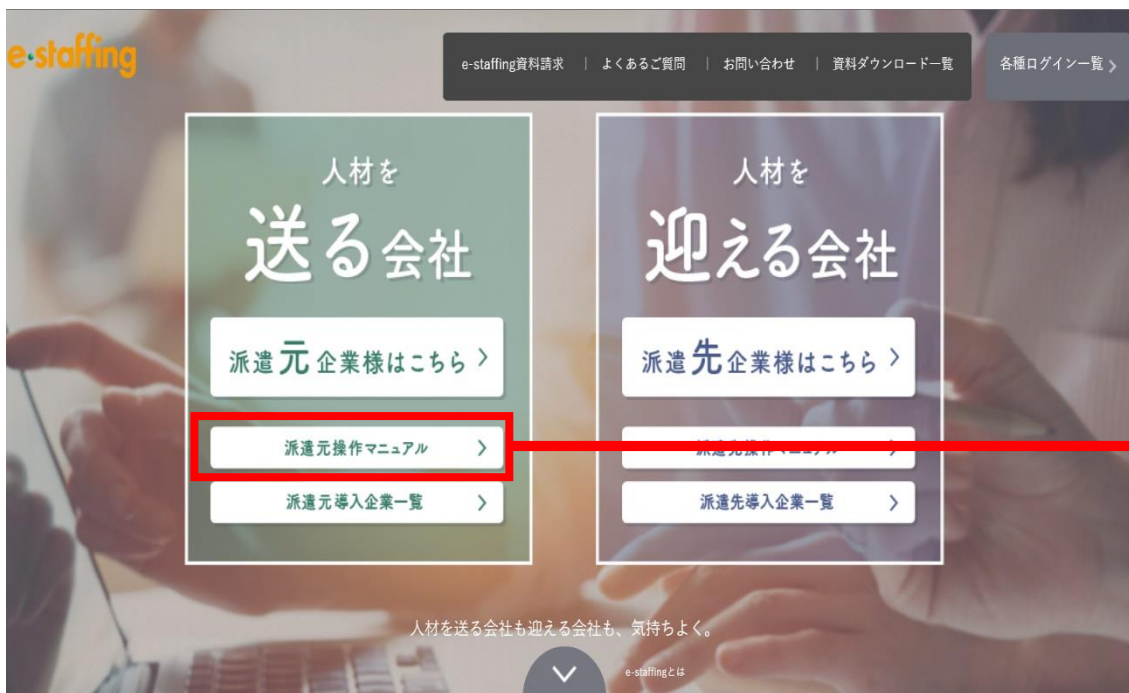 e-staffing
e-staffing資料請求 | よくあるご質問 | お問い合わせ | 資料ダウンロード一覧
各種ログイン一覧 >
人材を
送る会社
派遣元企業様はこちら >
派遣元操作マニュアル >
派遣元導入企業一覧 >
人材を
迎える会社
派遣先企業様はこちら >
派遣先導入企業一覧 >
人材を送る会社も迎える会社も、気持ちよく。
e-staffingとは